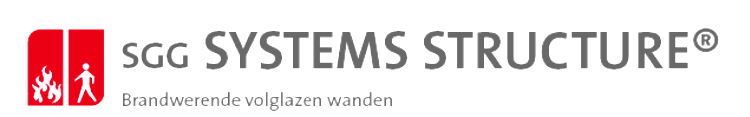 SGG SYSTEMS STRUCTURE®
Brandwerende volglazen wanden